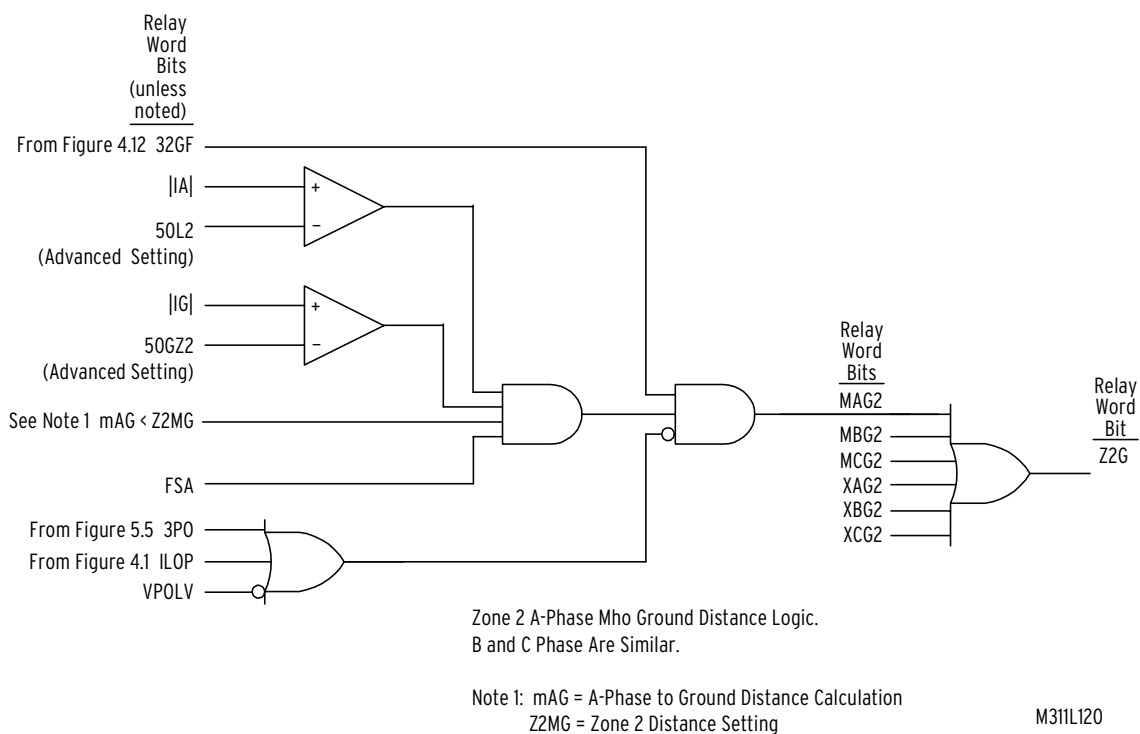 Relay
Word
Bits
(unless
noted)
From Figure 4.12 32GF
|IA|
+
50L2
−
(Advanced Setting)
|IG|
+
50GZ2
−
(Advanced Setting)
See Note 1 mAG < Z2MG
FSA
From Figure 5.5 3PO
From Figure 4.1 ILOP
VPOLV
Relay
Word
Bits
MAG2
MBG2
MCG2
XAG2
XBG2
XCG2
Relay
Word
Bit
Z2G
Zone 2 A-Phase Mho Ground Distance Logic.
B and C Phase Are Similar.
Note 1: mAG = A-Phase to Ground Distance Calculation
Z2MG = Zone 2 Distance Setting
M311L120